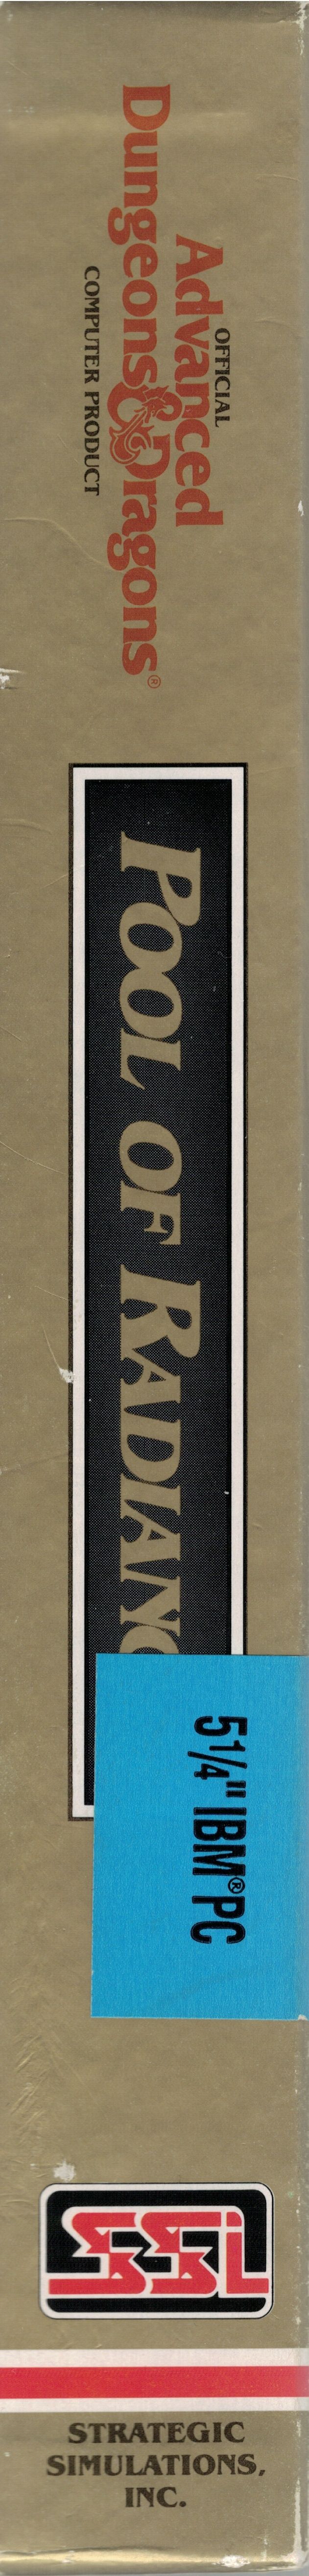 OFFICIAL
Advanced
Dungeons & Dragons®
COMPUTER PRODUCT
POOL OF RADIANC
5¼" IBM® PC
SSI
STRATEGIC
SIMULATIONS,
INC.